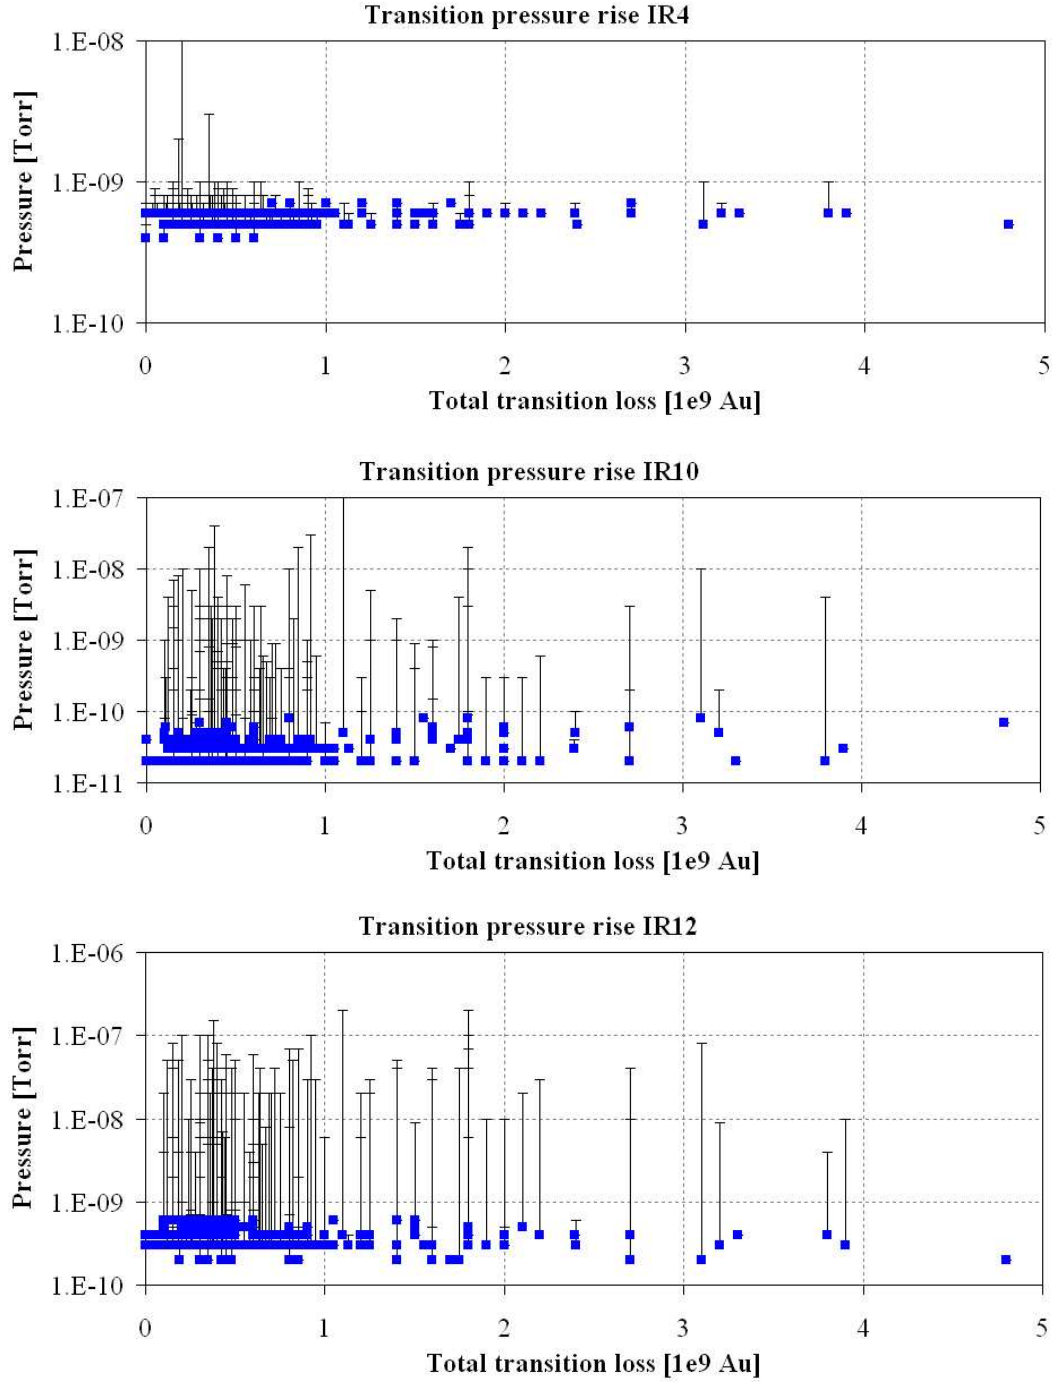 Transition pressure rise IR4
1.E-08
1.E-09
1.E-10
Pressure [Torr]
0 1 2 3 4 5
Total transition loss [1e9 Au]
Transition pressure rise IR10
1.E-07
1.E-08
1.E-09
1.E-10
1.E-11
Pressure [Torr]
0 1 2 3 4 5
Total transition loss [1e9 Au]
Transition pressure rise IR12
1.E-06
1.E-07
1.E-08
1.E-09
1.E-10
Pressure [Torr]
0 1 2 3 4 5
Total transition loss [1e9 Au]